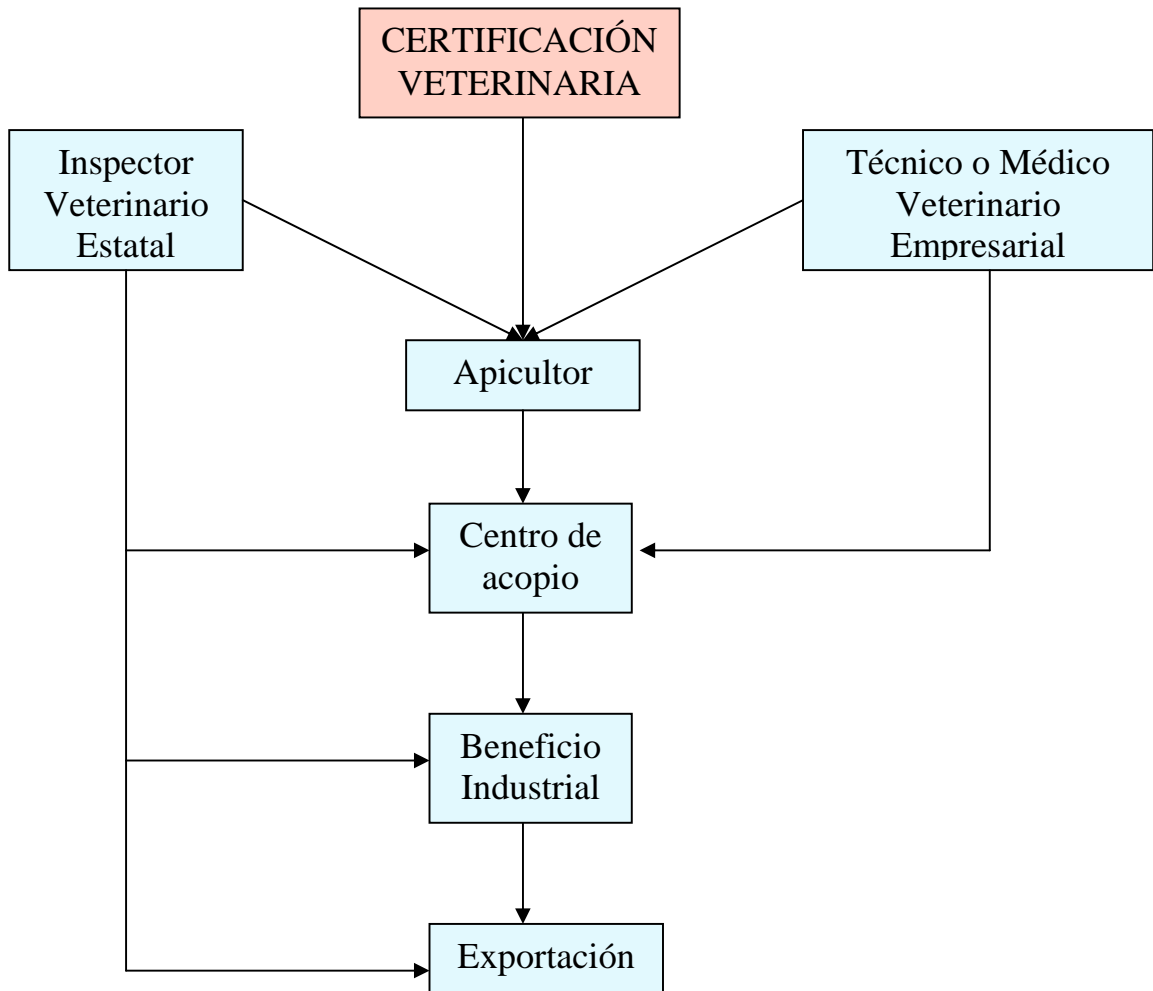 CERTIFICACIÓN
VETERINARIA
Inspector
Veterinario
Estatal
Técnico o Médico
Veterinario
Empresarial
Apicultor
Centro de
acopio
Beneficio
Industrial
Exportación